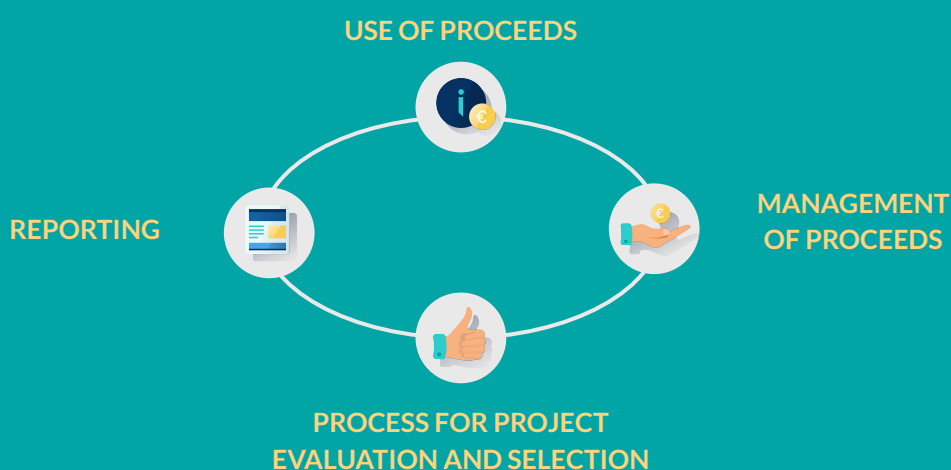 USE OF PROCEEDS
REPORTING
MANAGEMENT
OF PROCEEDS
i
€
€
PROCESS FOR PROJECT
EVALUATION AND SELECTION